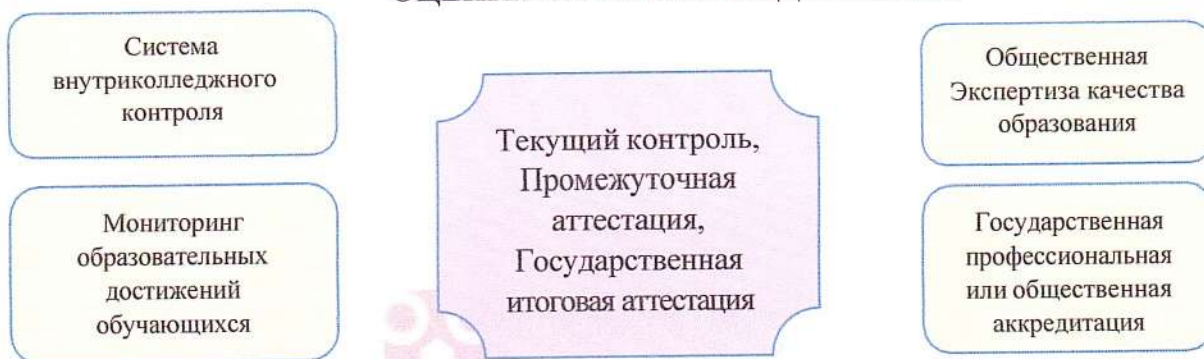 Система
внутриколледжного
контроля
Мониторинг
образовательных
достижений
обучающихся
Текущий контроль,
Промежуточная
аттестация,
Государственная
итоговая аттестация
Общественная
Экспертиза качества
образования
Государственная
профессиональная
или общественная
аккредитация